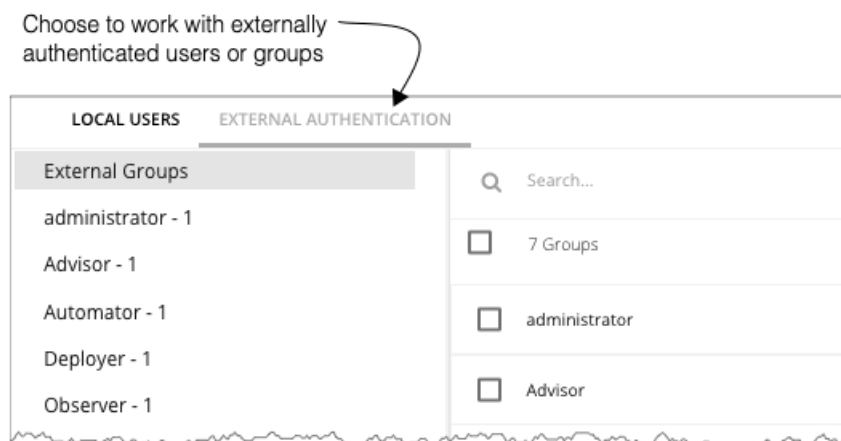 Choose to work with externally
authenticated users or groups
LOCAL USERS EXTERNAL AUTHENTICATION
External Groups
administrator - 1
Advisor - 1
Automator - 1
Deployer - 1
Observer - 1
Search...
7 Groups
administrator
Advisor